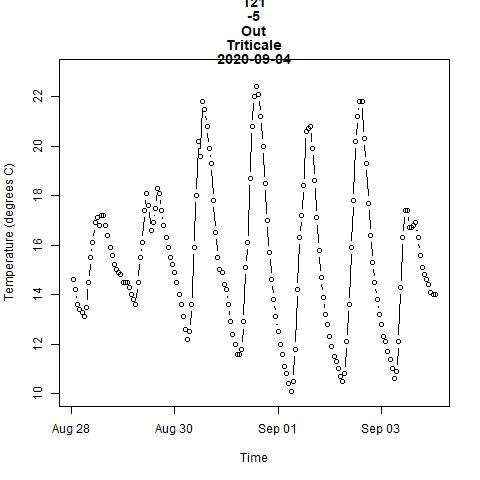 121
-5
Out
Triticale
2020-09-04
Temperature (degrees C)
22
20
18
16
14
12
10
Aug 28
Aug 30
Sep 01
Sep 03
Time